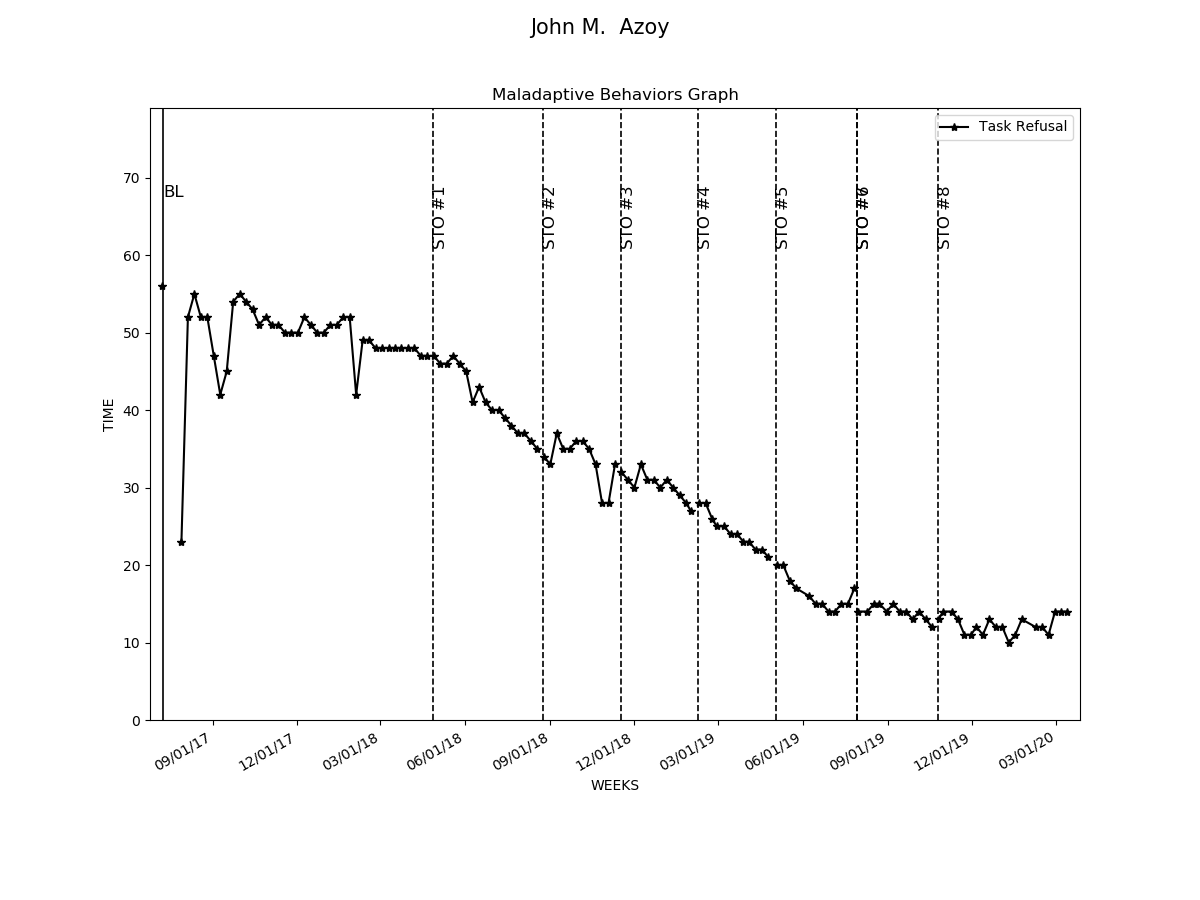 John M.  Azoy
Maladaptive Behaviors Graph
Task Refusal
BL
STO #1
STO #2
STO #3
STO #4
STO #5
STO #6
STO #8
TIME
70
60
50
40
30
20
10
0
09/01/17
12/01/17
03/01/18
06/01/18
09/01/18
12/01/18
03/01/19
06/01/19
09/01/19
12/01/19
03/01/20
WEEKS